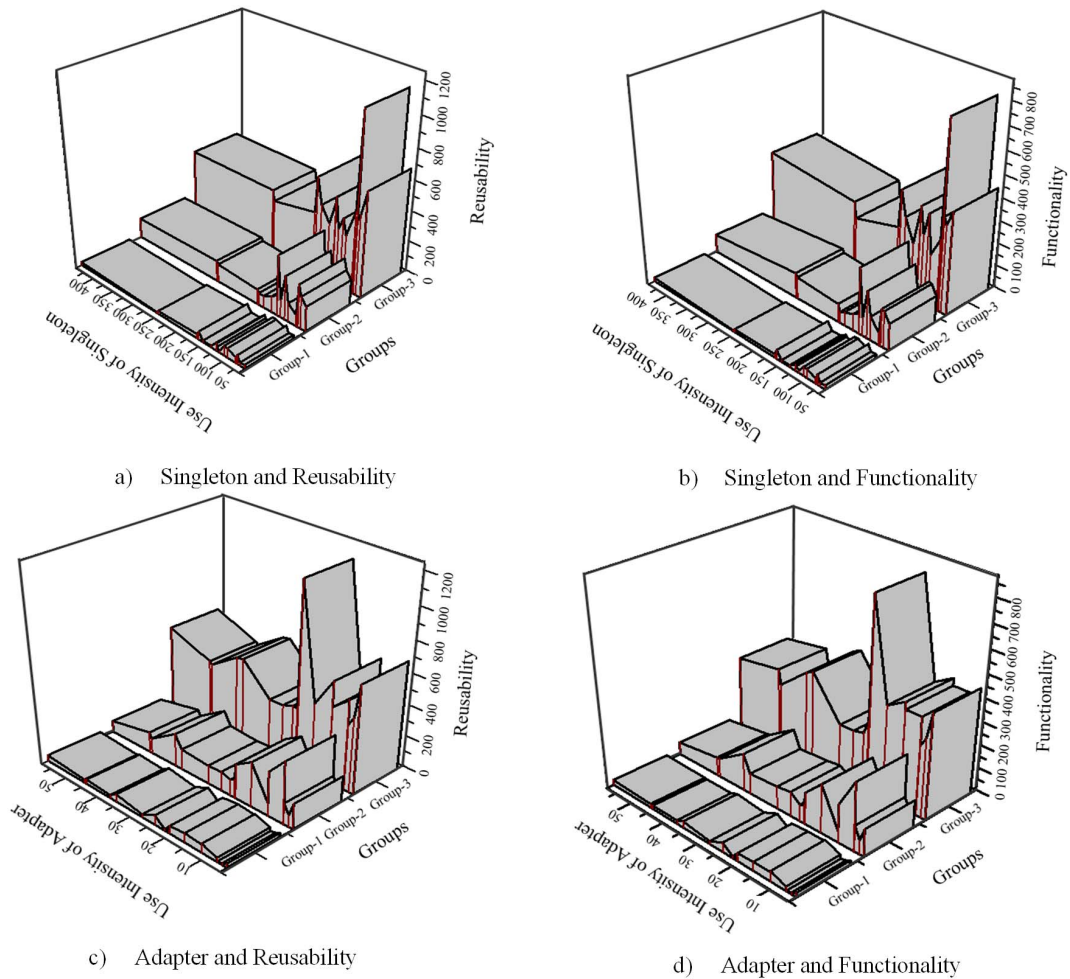 1200
1000
800
600
400
200
0
Reusability
400
350
300
250
200
150
100
50
Use Intensity of Singleton
Group-1
Group-2
Group-3
Groups
a) Singleton and Reusability
800
700
600
500
400
300
200
100
0
Functionality
400
350
300
250
200
150
100
50
Use Intensity of Singleton
Group-1
Group-2
Group-3
Groups
b) Singleton and Functionality
1200
1000
800
600
400
200
0
Reusability
50
40
30
20
10
Use Intensity of Adapter
Group-1
Group-2
Group-3
Groups
c) Adapter and Reusability
800
700
600
500
400
300
200
100
0
Functionality
50
40
30
20
10
Use Intensity of Adapter
Group-1
Group-2
Group-3
Groups
d) Adapter and Functionality